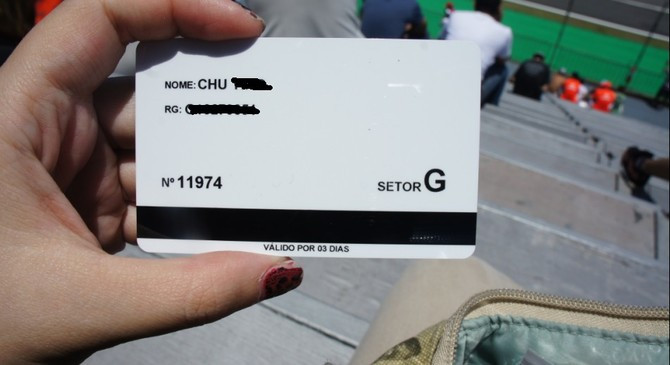 NOME: CHU
RG:
Nº 11974
SETOR G
VÁLIDO POR 03 DIAS